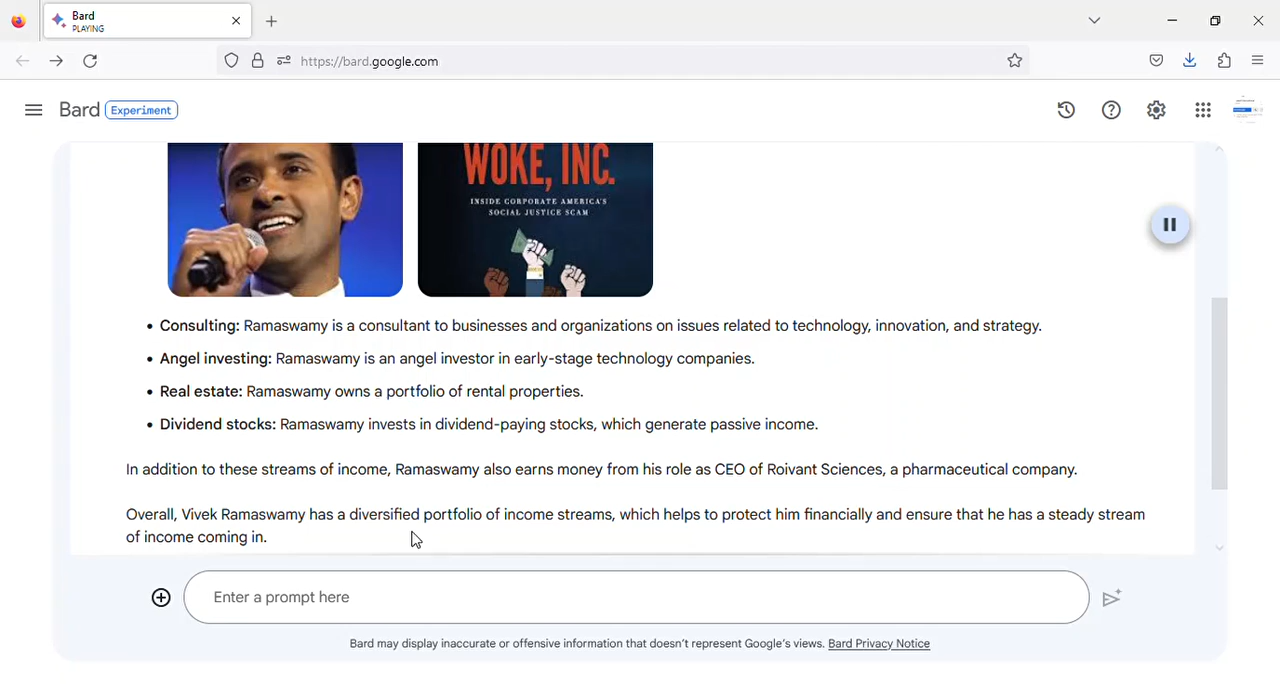 Bard
PLAYING
https://bard.google.com
Bard Experiment
WOKE, INC.
INSIDE CORPORATE AMERICA'S
SOCIAL JUSTICE SCAM
• Consulting: Ramaswamy is a consultant to businesses and organizations on issues related to technology, innovation, and strategy.
• Angel investing: Ramaswamy is an angel investor in early-stage technology companies.
• Real estate: Ramaswamy owns a portfolio of rental properties.
• Dividend stocks: Ramaswamy invests in dividend-paying stocks, which generate passive income.
In addition to these streams of income, Ramaswamy also earns money from his role as CEO of Roivant Sciences, a pharmaceutical company.
Overall, Vivek Ramaswamy has a diversified portfolio of income streams, which helps to protect him financially and ensure that he has a steady stream
of income coming in.
Enter a prompt here
Bard may display inaccurate or offensive information that doesn't represent Google's views. Bard Privacy Notice